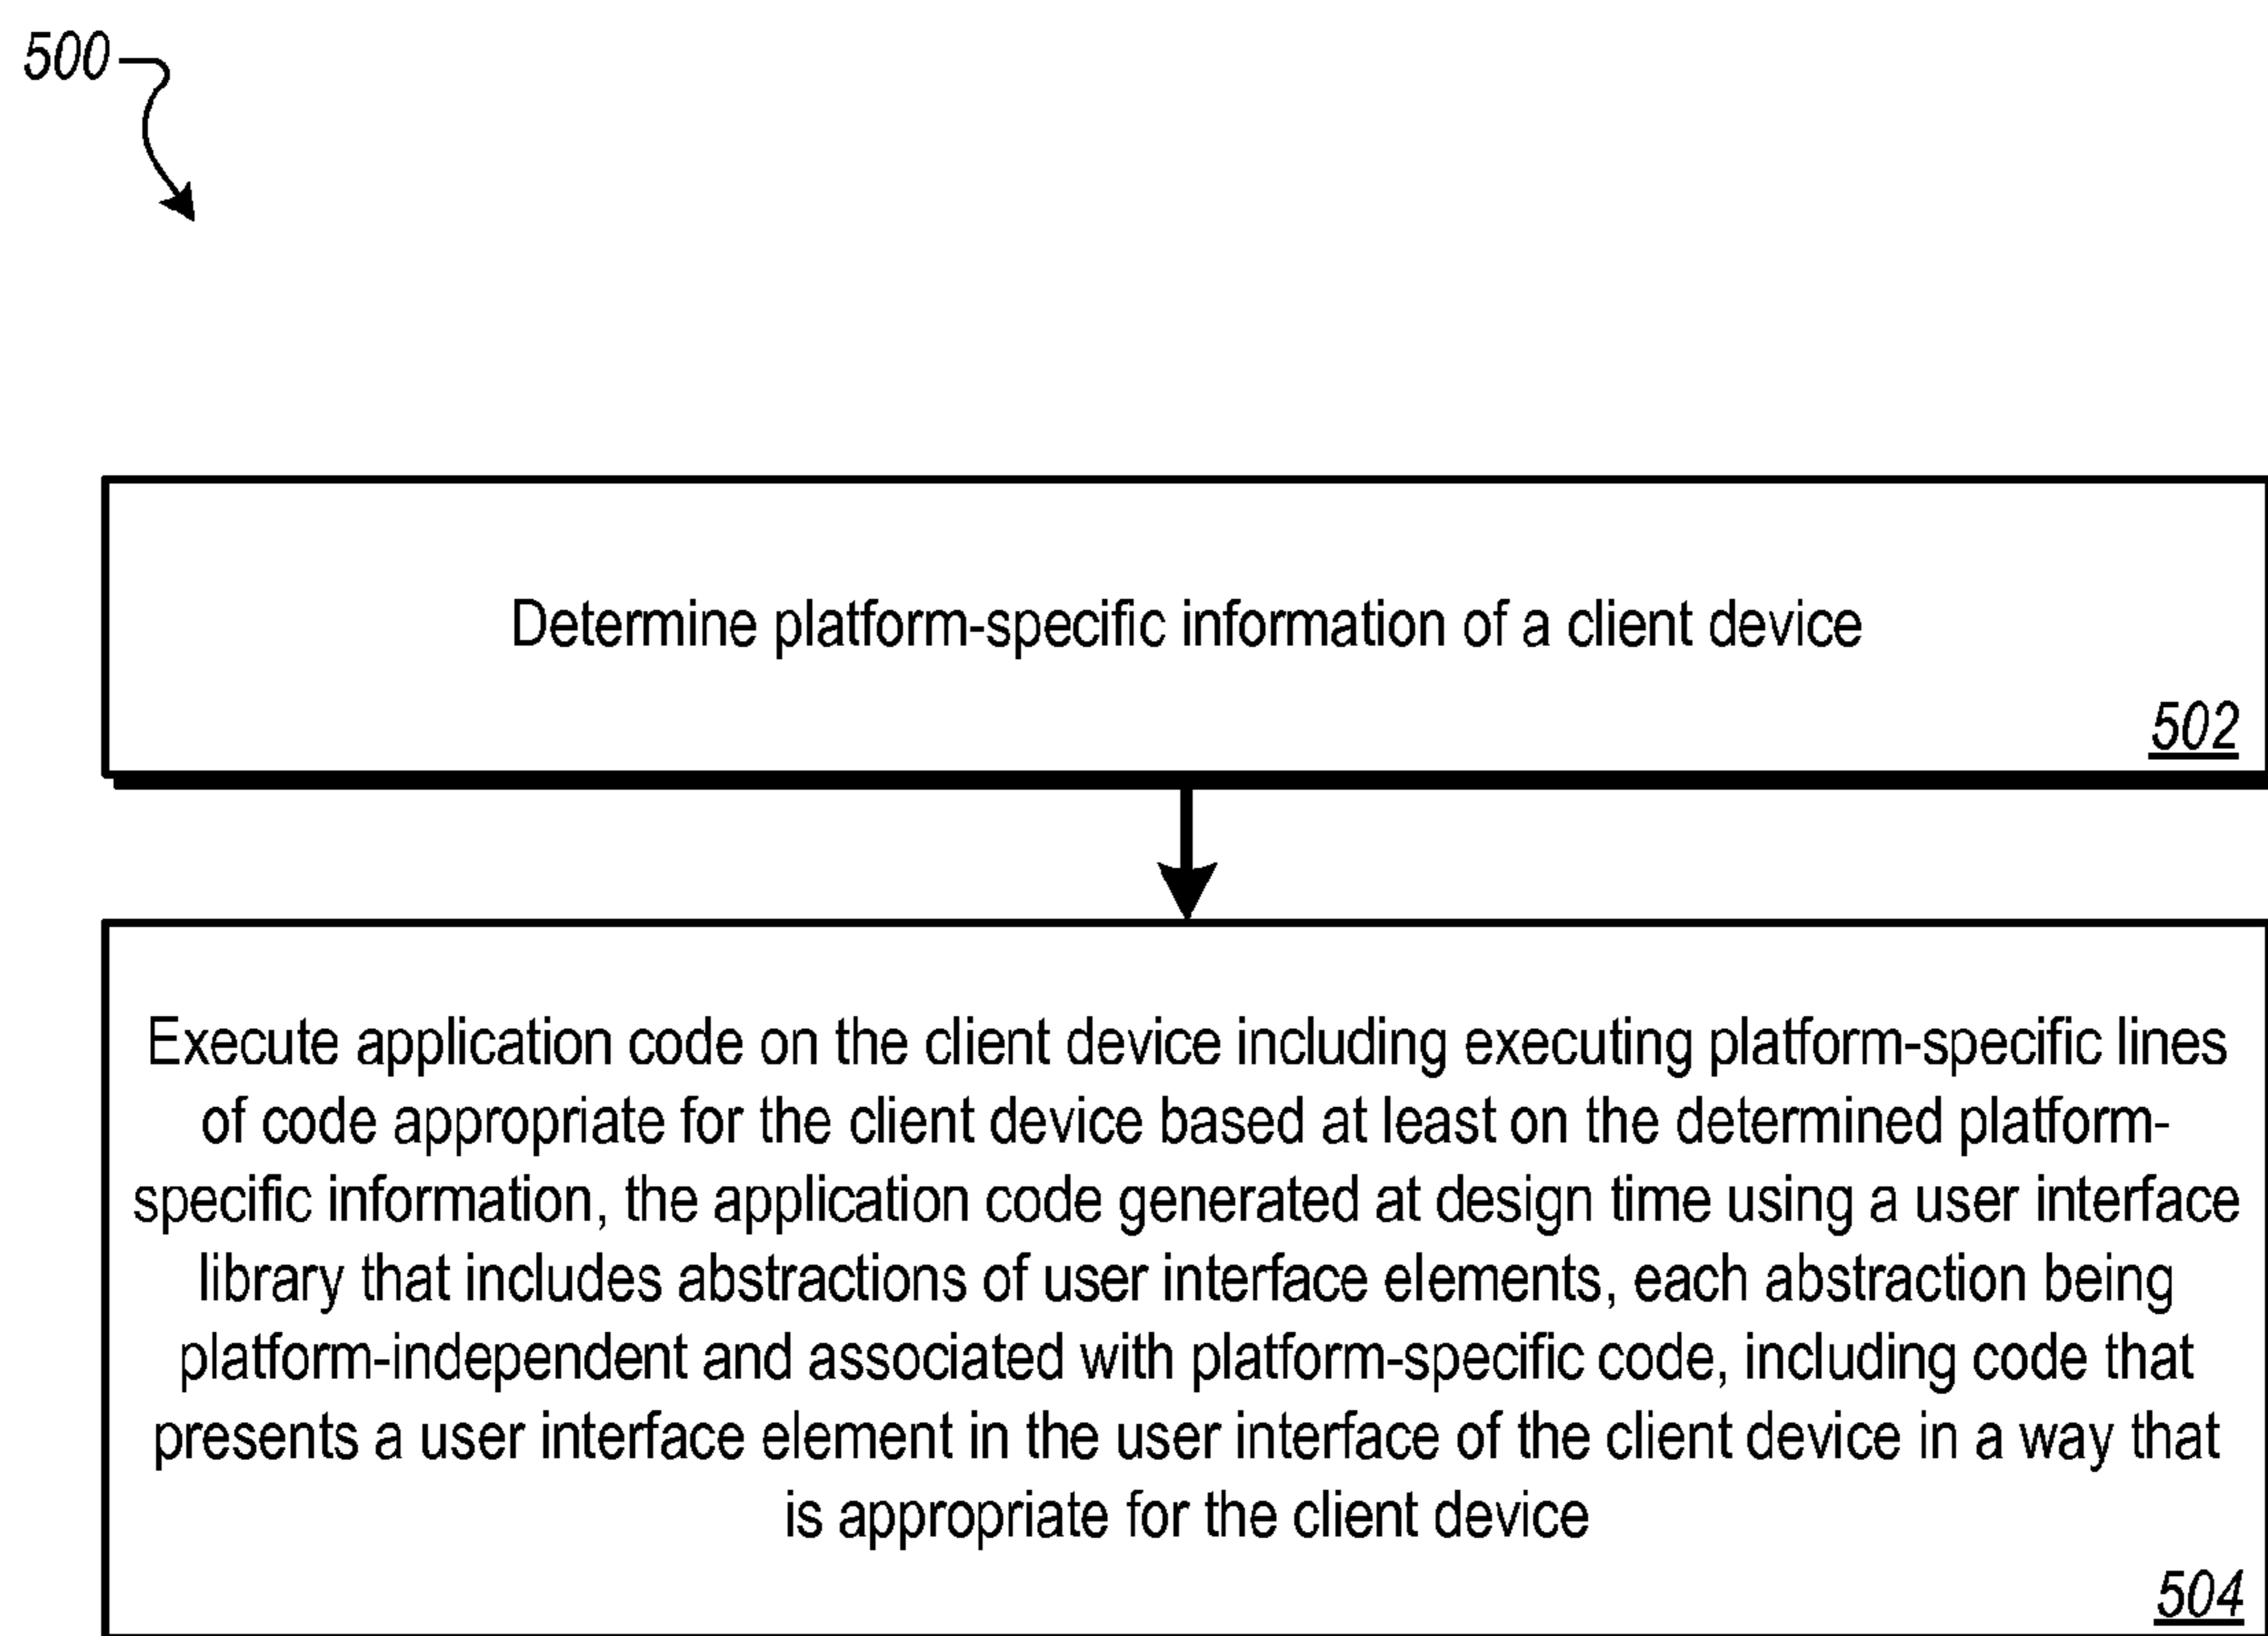 500
Determine platform-specific information of a client device
502
Execute application code on the client device including executing platform-specific lines
of code appropriate for the client device based at least on the determined platform-
specific information, the application code generated at design time using a user interface
library that includes abstractions of user interface elements, each abstraction being
platform-independent and associated with platform-specific code, including code that
presents a user interface element in the user interface of the client device in a way that
is appropriate for the client device
504